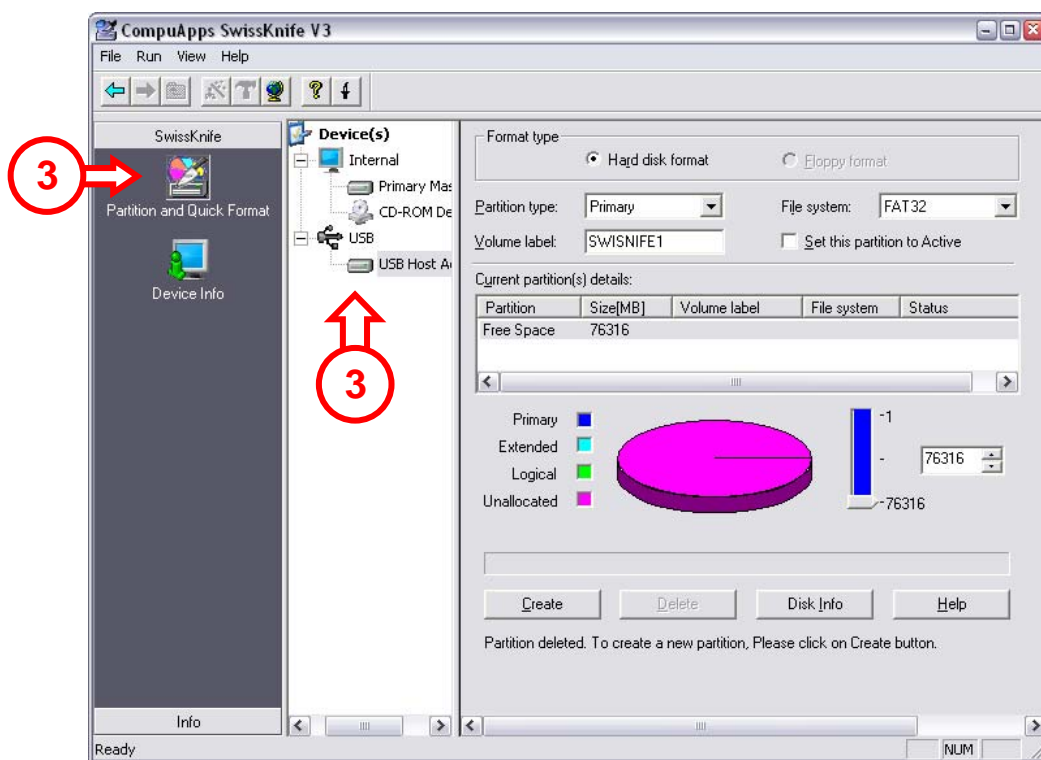 CompuApps SwissKnife V3
File Run View Help
SwissKnife
3
Partition and Quick Format
Device Info
Info
Device(s)
Internal
Primary Mas
CD-ROM De
USB
USB Host A
3
Format type
Hard disk format Floppy format
Partition type: Primary File system: FAT32
Volume label: SWISNIFE1 Set this partition to Active
Current partition(s) details:
Partition Size[MB] Volume label File system Status
Free Space 76316
Primary
Extended
Logical
Unallocated
-1
-
-76316
76316
Create Delete Disk Info Help
Partition deleted. To create a new partition, Please click on Create button.
Ready NUM